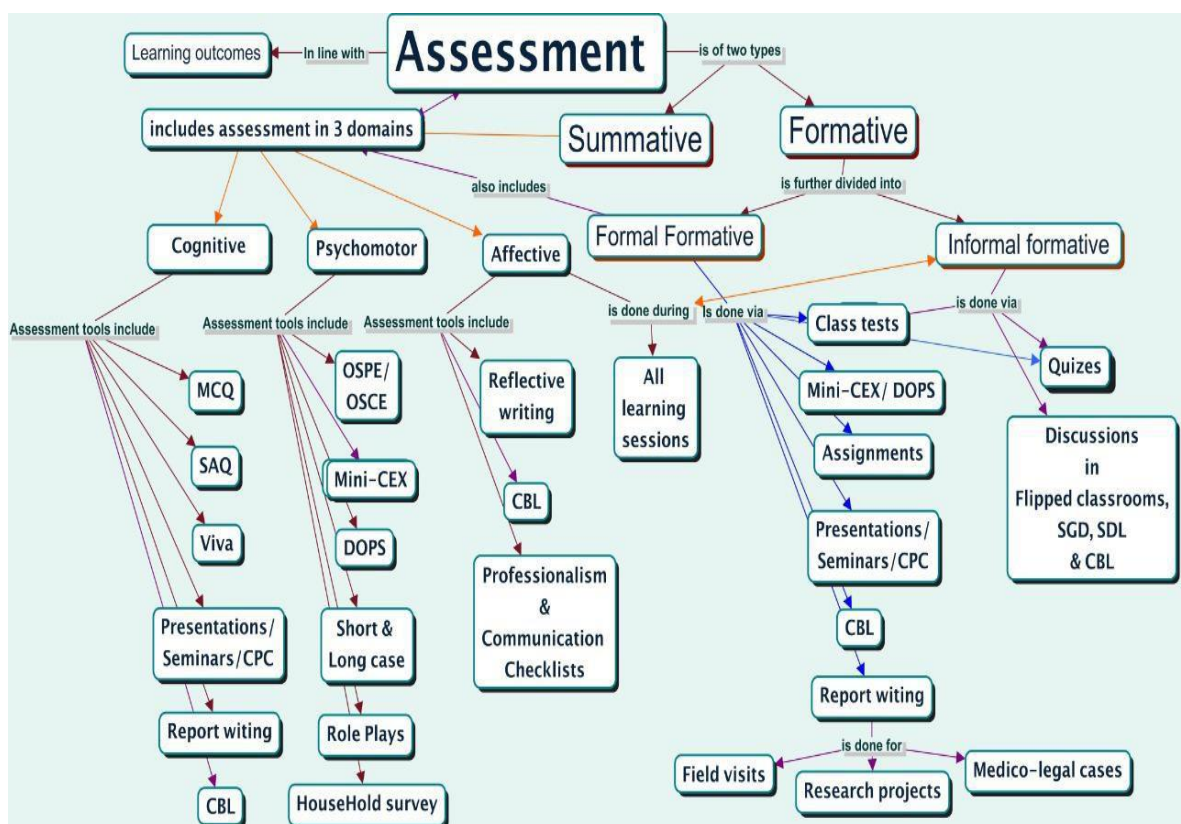 Assessment
Learning outcomes
In line with
is of two types
includes assessment in 3 domains
Summative
Formative
also includes
is further divided into
Formal Formative
Informal formative
Cognitive
Psychomotor
Affective
Assessment tools include
Assessment tools include
Assessment tools include
is done during
Is done via
is done via
MCQ
SAQ
Viva
Presentations/
Seminars/CPC
Report witing
CBL
OSPE/
OSCE
Mini-CEX
DOPS
Short &
Long case
Role Plays
HouseHold survey
Reflective
writing
CBL
Professionalism
&
Communication
Checklists
All
learning
sessions
Class tests
Mini-CEX/ DOPS
Assignments
Presentations/
Seminars/CPC
CBL
Report witing
is done for
Field visits
Research projects
Medico-legal cases
Quizes
Discussions
in
Flipped classrooms,
SGD, SDL
& CBL